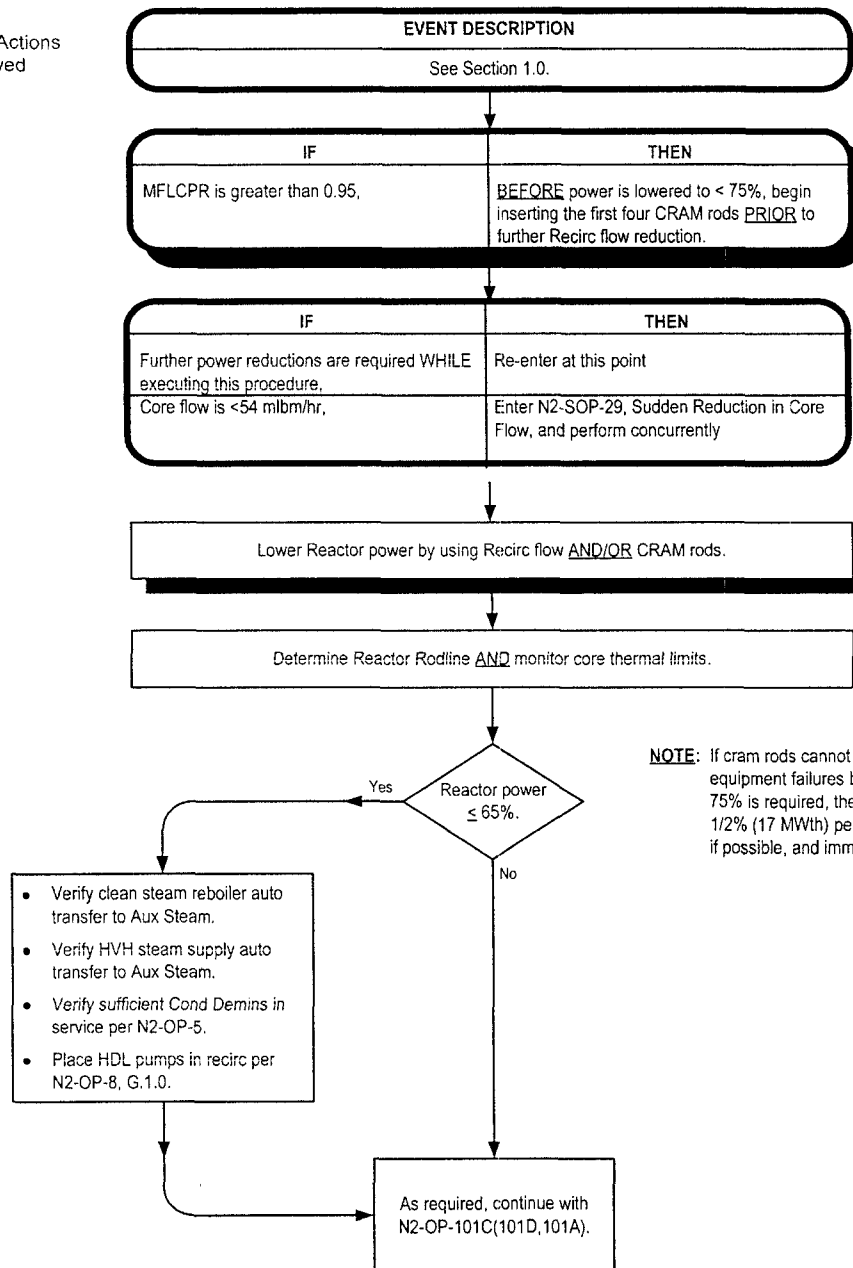 Actions
EVENT DESCRIPTION
See Section 1.0.
IF
THEN
MFLCPR is greater than 0.95,
BEFORE power is lowered to < 75%, begin
inserting the first four CRAM rods PRIOR to
further Recirc flow reduction.
IF
THEN
Further power reductions are required WHILE
executing this procedure,
Re-enter at this point
Core flow is <54 mlbm/hr,
Enter N2-SOP-29, Sudden Reduction in Core
Flow, and perform concurrently
Lower Reactor power by using Recirc flow AND/OR CRAM rods.
Determine Reactor Rodline AND monitor core thermal limits.
Reactor power
≤ 65%.
Yes
No
NOTE: If cram rods cannot
equipment failures b
75% is required, the
1/2% (17 MWth) pe
if possible, and imm
• Verify clean steam reboiler auto
transfer to Aux Steam.
• Verify HVH steam supply auto
transfer to Aux Steam.
• Verify sufficient Cond Demins in
service per N2-OP-5.
• Place HDL pumps in recirc per
N2-OP-8, G.1.0.
As required, continue with
N2-OP-101C(101D,101A).